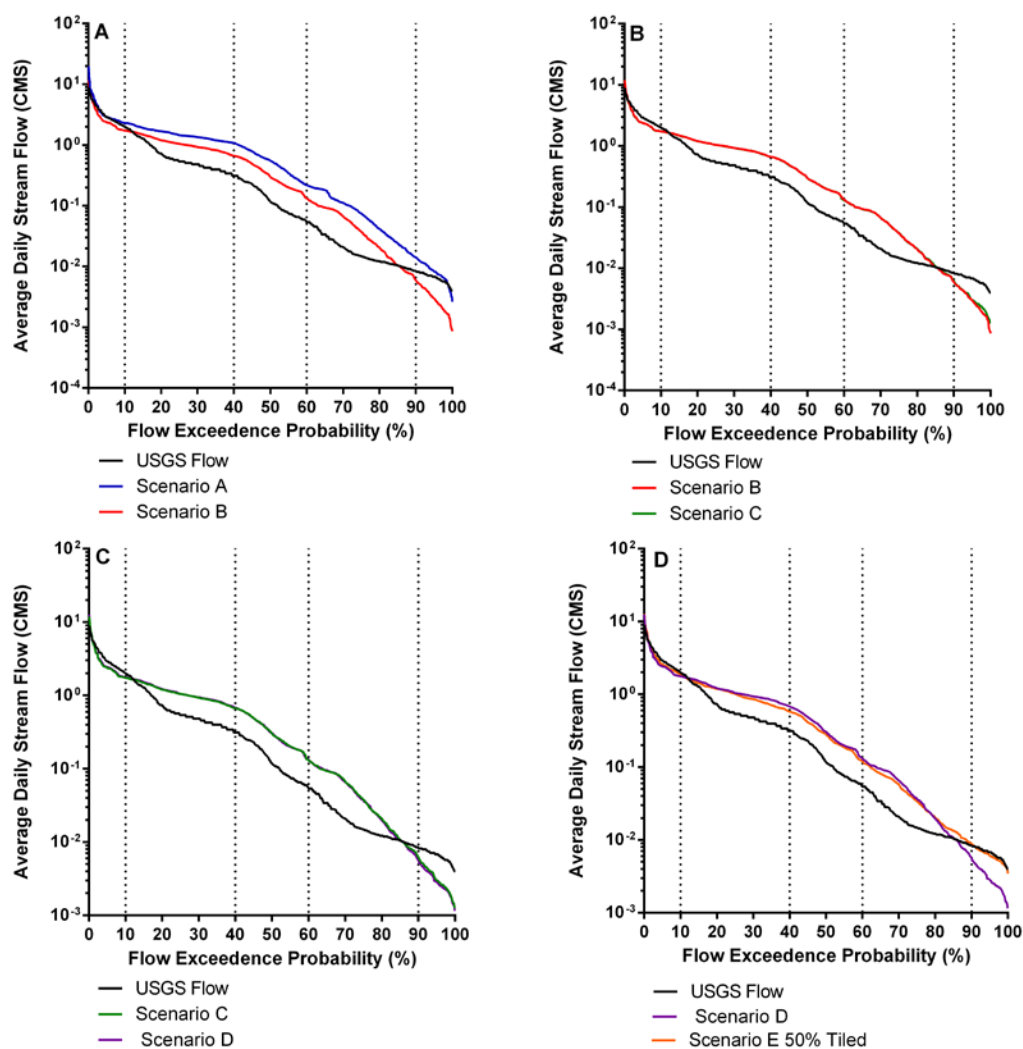 A
Average Daily Stream Flow (CMS)
10²
10¹
10⁰
10⁻¹
10⁻²
10⁻³
10⁻⁴
0 10 20 30 40 50 60 70 80 90 100
Flow Exceedence Probability (%)
USGS Flow
Scenario A
Scenario B
B
Average Daily Stream Flow (CMS)
10²
10¹
10⁰
10⁻¹
10⁻²
10⁻³
10⁻⁴
0 10 20 30 40 50 60 70 80 90 100
Flow Exceedence Probability (%)
USGS Flow
Scenario B
Scenario C
C
Average Daily Stream Flow (CMS)
10²
10¹
10⁰
10⁻¹
10⁻²
10⁻³
0 10 20 30 40 50 60 70 80 90 100
Flow Exceedence Probability (%)
USGS Flow
Scenario C
Scenario D
D
Average Daily Stream Flow (CMS)
10²
10¹
10⁰
10⁻¹
10⁻²
10⁻³
0 10 20 30 40 50 60 70 80 90 100
Flow Exceedence Probability (%)
USGS Flow
Scenario D
Scenario E 50% Tiled